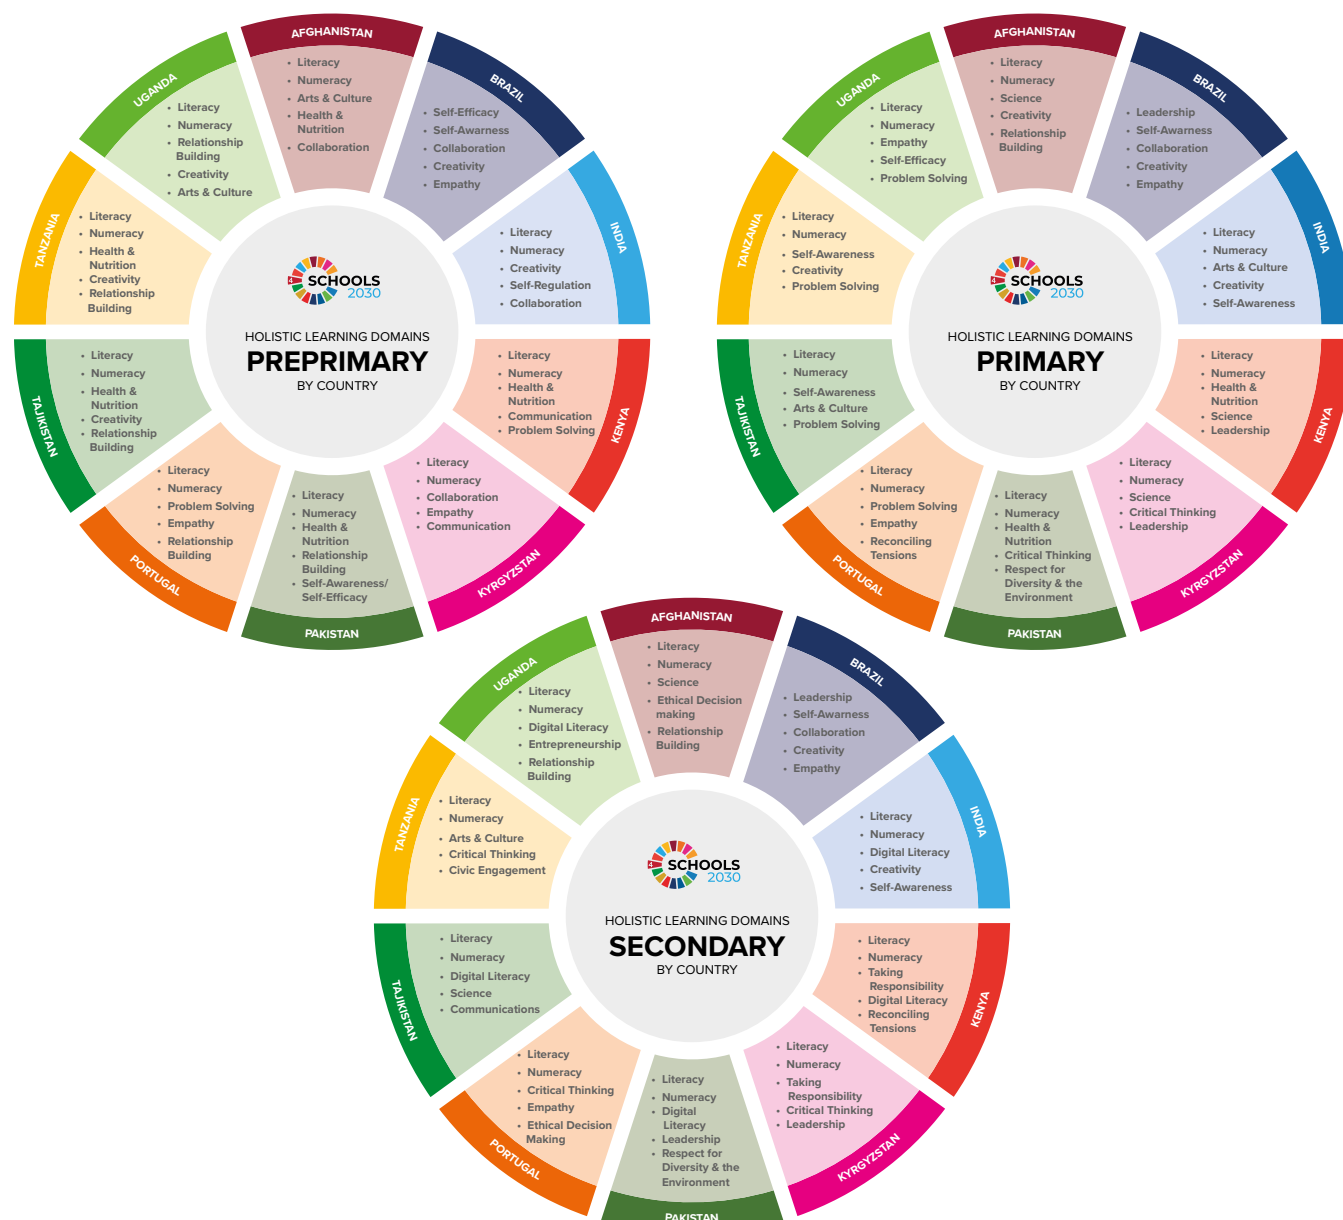 AFGHANISTAN
• Literacy
• Numeracy
• Arts & Culture
• Health &
Nutrition
• Collaboration
BRAZIL
• Self-Efficacy
• Self-Awarness
• Collaboration
• Creativity
• Empathy
INDIA
• Literacy
• Numeracy
• Creativity
• Self-Regulation
• Collaboration
KENYA
• Literacy
• Numeracy
• Health &
Nutrition
• Communication
• Problem Solving
KYRGYZSTAN
• Literacy
• Numeracy
• Collaboration
• Empathy
• Communication
PAKISTAN
• Literacy
• Numeracy
• Health &
Nutrition
• Relationship
Building
• Self-Awareness/
Self-Efficacy
PORTUGAL
• Literacy
• Numeracy
• Problem Solving
• Empathy
• Relationship
Building
TAJIKISTAN
• Literacy
• Numeracy
• Health &
Nutrition
• Creativity
• Relationship
Building
TANZANIA
• Literacy
• Numeracy
• Health &
Nutrition
• Creativity
• Relationship
Building
UGANDA
• Literacy
• Numeracy
• Relationship
Building
• Creativity
• Arts & Culture
4
SCHOOLS
2030
HOLISTIC LEARNING DOMAINS
PREPRIMARY
BY COUNTRY
AFGHANISTAN
• Literacy
• Numeracy
• Science
• Creativity
• Relationship
Building
BRAZIL
• Leadership
• Self-Awarness
• Collaboration
• Creativity
• Empathy
INDIA
• Literacy
• Numeracy
• Arts & Culture
• Creativity
• Self-Awareness
KENYA
• Literacy
• Numeracy
• Health &
Nutrition
• Science
• Leadership
KYRGYZSTAN
• Literacy
• Numeracy
• Science
• Critical Thinking
• Leadership
PAKISTAN
• Literacy
• Numeracy
• Health &
Nutrition
• Critical Thinking
• Respect for
Diversity & the
Environment
PORTUGAL
• Literacy
• Numeracy
• Problem Solving
• Empathy
• Reconciling
Tensions
TAJIKISTAN
• Literacy
• Numeracy
• Self-Awareness
• Arts & Culture
• Problem Solving
TANZANIA
• Literacy
• Numeracy
• Self-Awareness
• Creativity
• Problem Solving
UGANDA
• Literacy
• Numeracy
• Empathy
• Self-Efficacy
• Problem Solving
4
SCHOOLS
2030
HOLISTIC LEARNING DOMAINS
PRIMARY
BY COUNTRY
AFGHANISTAN
• Literacy
• Numeracy
• Science
• Ethical Decision
making
• Relationship
Building
BRAZIL
• Leadership
• Self-Awarness
• Collaboration
• Creativity
• Empathy
INDIA
• Literacy
• Numeracy
• Digital Literacy
• Creativity
• Self-Awareness
KENYA
• Literacy
• Numeracy
• Taking
Responsibility
• Digital Literacy
• Reconciling
Tensions
KYRGYZSTAN
• Literacy
• Numeracy
• Taking
Responsibility
• Critical Thinking
• Leadership
PAKISTAN
• Literacy
• Numeracy
• Digital
Literacy
• Leadership
• Respect for
Diversity & the
Environment
PORTUGAL
• Literacy
• Numeracy
• Critical Thinking
• Empathy
• Ethical Decision
Making
TAJIKISTAN
• Literacy
• Numeracy
• Digital Literacy
• Science
• Communications
TANZANIA
• Literacy
• Numeracy
• Arts & Culture
• Critical Thinking
• Civic Engagement
UGANDA
• Literacy
• Numeracy
• Digital Literacy
• Entrepreneurship
• Relationship
Building
4
SCHOOLS
2030
HOLISTIC LEARNING DOMAINS
SECONDARY
BY COUNTRY